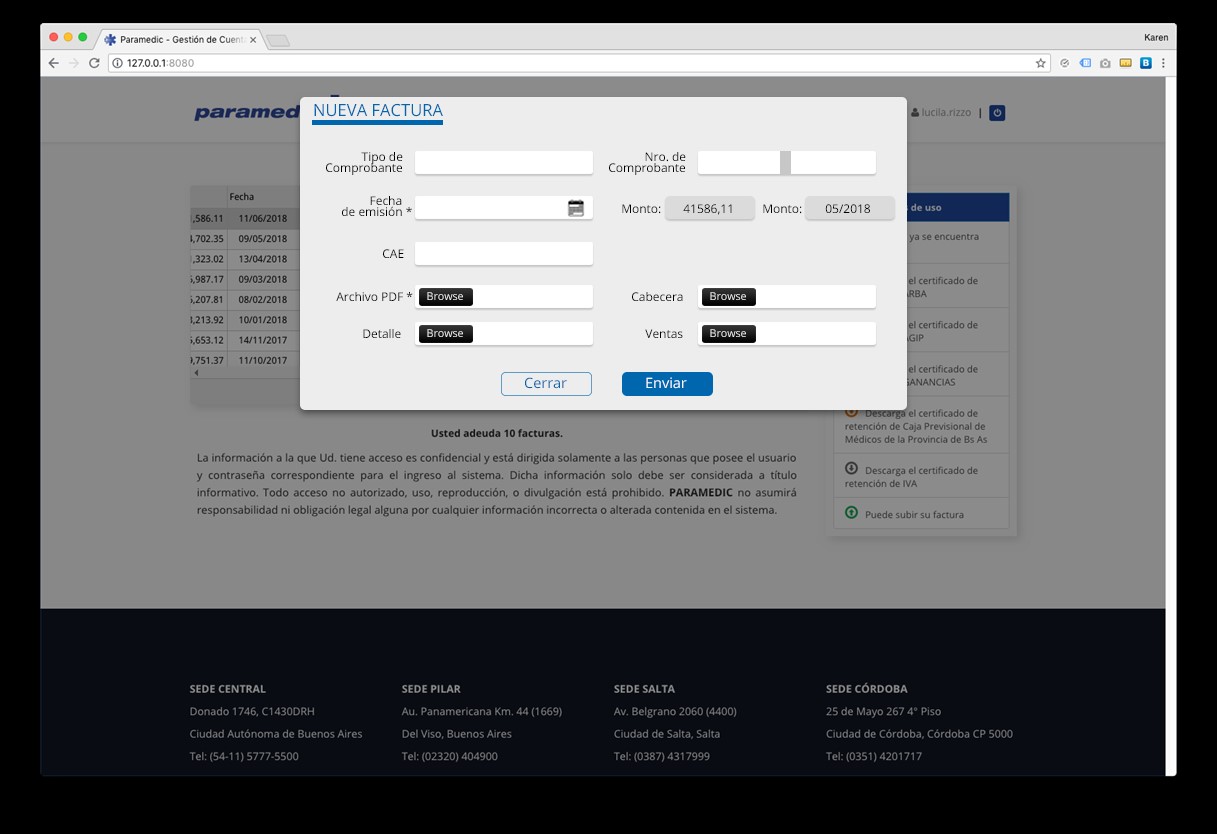 Paramedic - Gestión de Cuent
Karen
127.0.0.1:8080
paramed
lucila.rizzo |
NUEVA FACTURA
Tipo de
Comprobante
Nro. de
Comprobante
Fecha
de emisión *
Monto: 41586,11 Monto: 05/2018
CAE
Archivo PDF * Browse
Cabecera Browse
Detalle Browse
Ventas Browse
Cerrar Enviar
Fecha
,586.11 11/06/2018
,702.35 09/05/2018
,323.02 13/04/2018
,987.17 09/03/2018
,207.81 08/02/2018
,213.92 10/01/2018
,653.12 14/11/2017
,751.37 11/10/2017
de uso
ya se encuentra
el certificado de
ARBA
el certificado de
AGIP
el certificado de
GANANCIAS
Descarga el certificado de
retención de Caja Previsional de
Médicos de la Provincia de Bs As
Descarga el certificado de
retención de IVA
Puede subir su factura
Usted adeuda 10 facturas.
La información a la que Ud. tiene acceso es confidencial y está dirigida solamente a las personas que posee el usuario
y contraseña correspondiente para el ingreso al sistema. Dicha información solo debe ser considerada a título
informativo. Todo acceso no autorizado, uso, reproducción, o divulgación está prohibido. PARAMEDIC no asumirá
responsabilidad ni obligación legal alguna por cualquier información incorrecta o alterada contenida en el sistema.
SEDE CENTRAL
Donado 1746, C1430DRH
Ciudad Autónoma de Buenos Aires
Tel: (54-11) 5777-5500
SEDE PILAR
Au. Panamericana Km. 44 (1669)
Del Viso, Buenos Aires
Tel: (02320) 404900
SEDE SALTA
Av. Belgrano 2060 (4400)
Ciudad de Salta, Salta
Tel: (0387) 4317999
SEDE CÓRDOBA
25 de Mayo 267 4° Piso
Ciudad de Córdoba, Córdoba CP 5000
Tel: (0351) 4201717